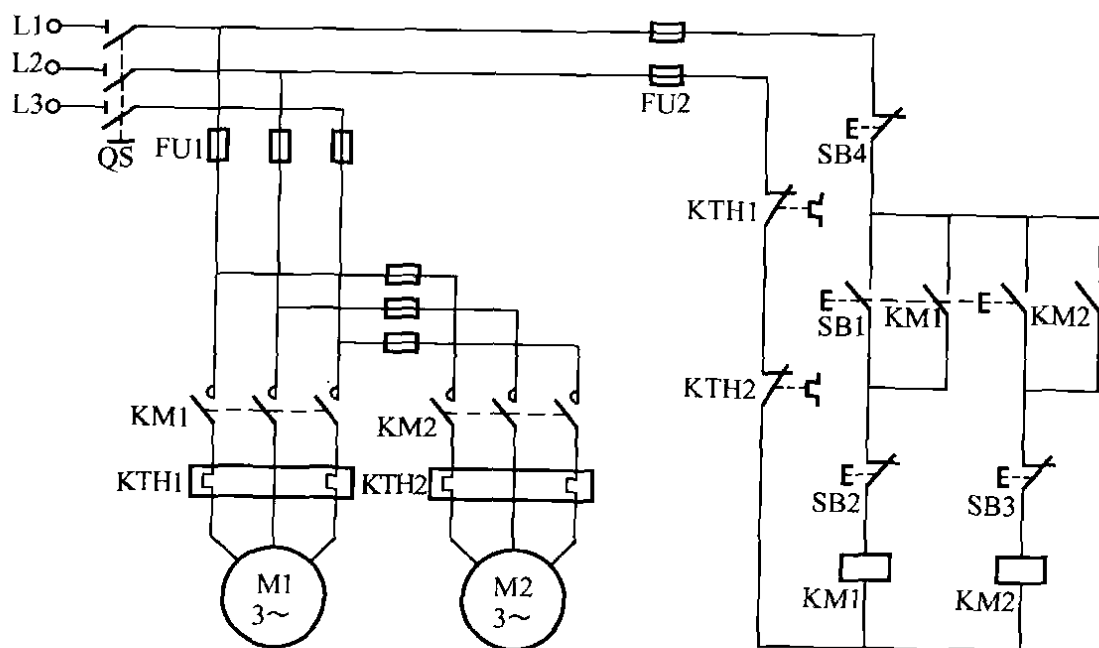 L1
L2
L3
QS
FU1
FU2
SB4
KTH1
SB1
KM1
KM2
KTH2
KM1
KM2
KTH1
KTH2
SB2
SB3
M1
3～
M2
3～
KM1
KM2